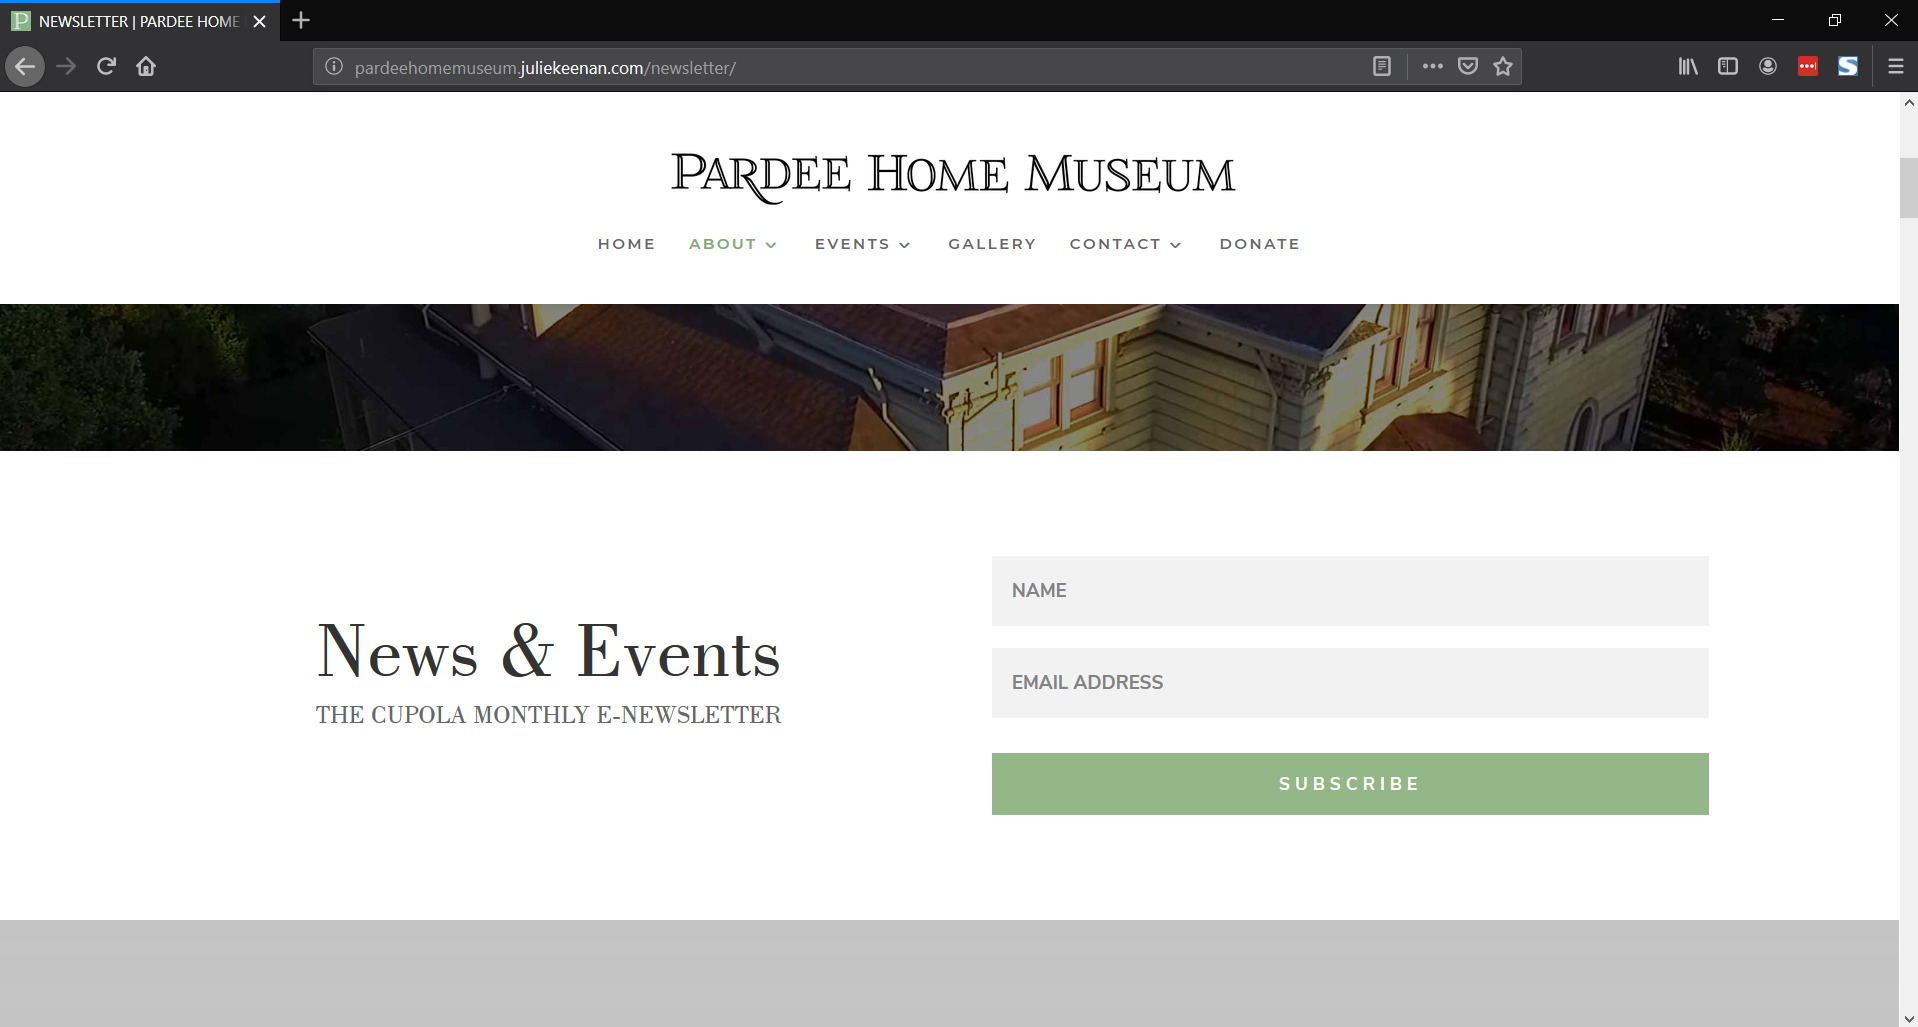 NEWSLETTER | PARDEE HOME
pardeehomemuseum.juliekeenan.com/newsletter/
PARDEE HOME MUSEUM
HOME ABOUT EVENTS GALLERY CONTACT DONATE
News & Events
THE CUPOLA MONTHLY E-NEWSLETTER
NAME
EMAIL ADDRESS
SUBSCRIBE